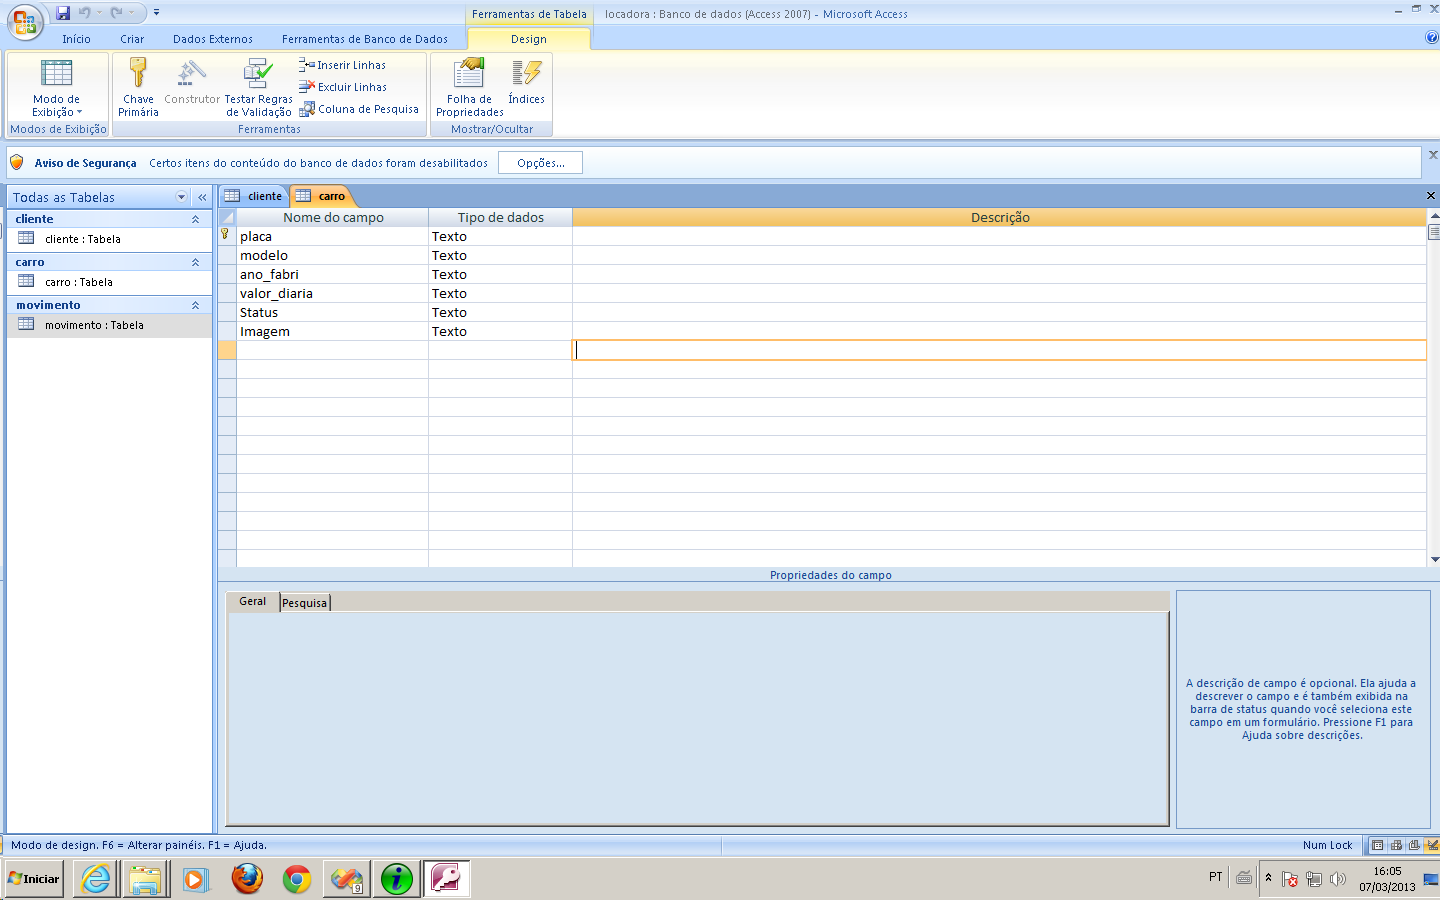 Ferramentas de Tabela
locadora : Banco de dados (Access 2007) - Microsoft Access
Início
Criar
Dados Externos
Ferramentas de Banco de Dados
Design
Modo de
Exibição
Modos de Exibição
Chave
Primária
Construtor
Testar Regras
de Validação
Inserir Linhas
Excluir Linhas
Coluna de Pesquisa
Ferramentas
Folha de
Propriedades
Índices
Mostrar/Ocultar
Aviso de Segurança
Certos itens do conteúdo do banco de dados foram desabilitados
Opções...
Todas as Tabelas
cliente
cliente : Tabela
carro
carro : Tabela
movimento
movimento : Tabela
cliente
carro
Nome do campo
Tipo de dados
Descrição
placa
Texto
modelo
Texto
ano_fabri
Texto
valor_diaria
Texto
Status
Texto
Imagem
Texto
Propriedades do campo
Geral
Pesquisa
A descrição de campo é opcional. Ela ajuda a
descrever o campo e é também exibida na
barra de status quando você seleciona este
campo em um formulário. Pressione F1 para
Ajuda sobre descrições.
Modo de design. F6 = Alterar painéis. F1 = Ajuda.
Num Lock
Iniciar
9
PT
16:05
07/03/2013